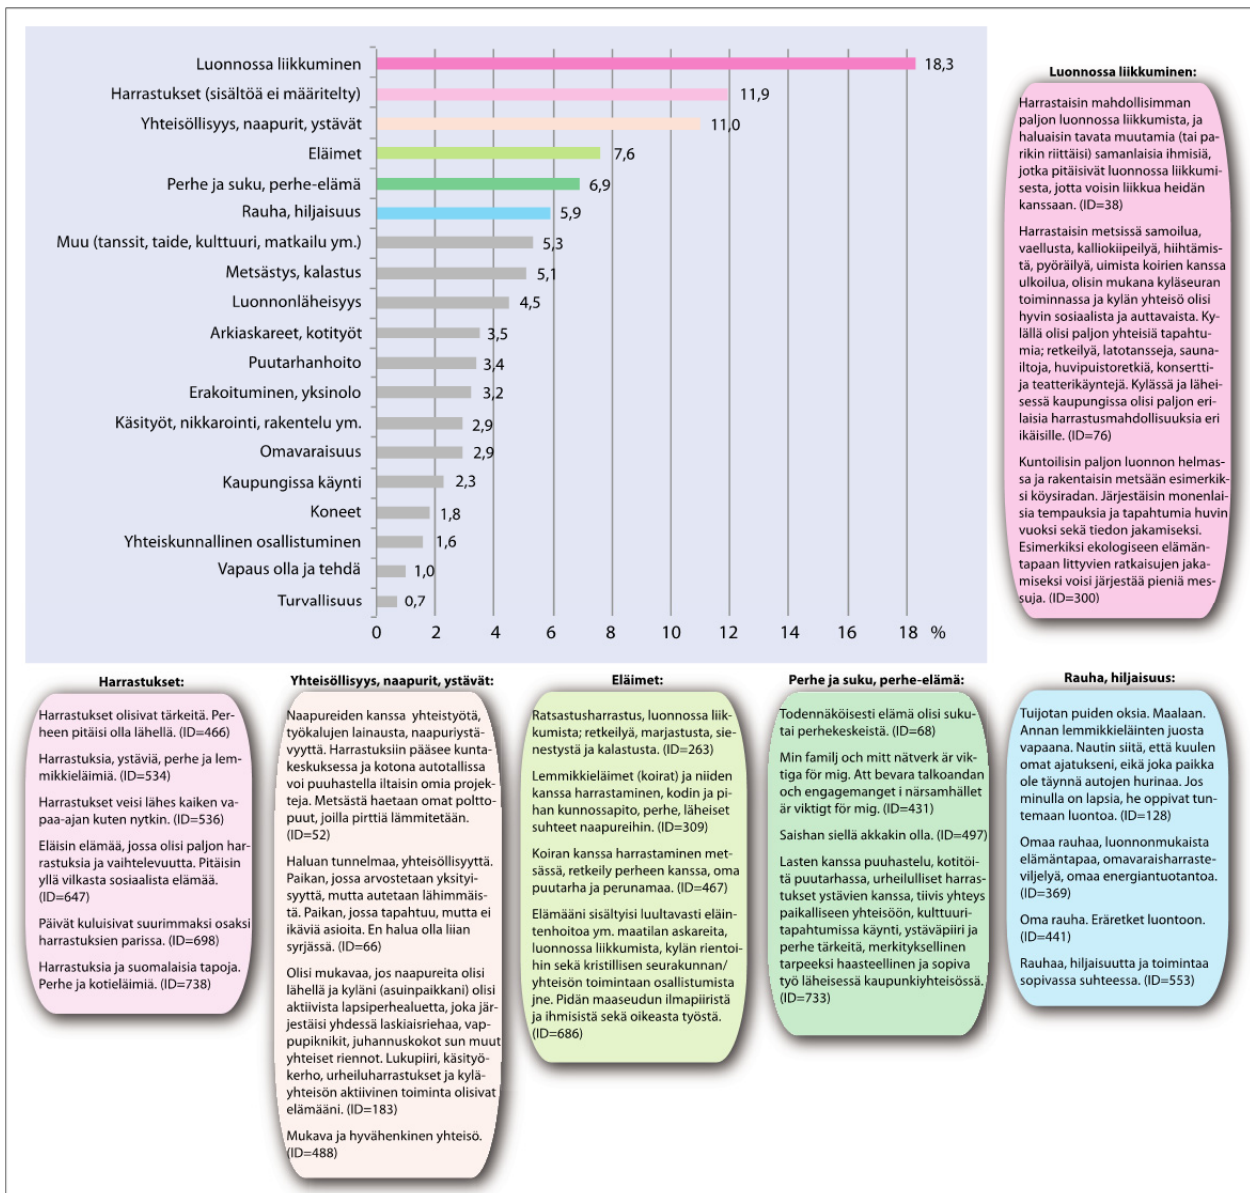 Luonnossa liikkuminen 18,3
Harrastukset (sisältöä ei määritelty) 11,9
Yhteisöllisyys, naapurit, ystävät 11,0
Eläimet 7,6
Perhe ja suku, perhe-elämä 6,9
Rauha, hiljaisuus 5,9
Muu (tanssit, taide, kulttuuri, matkailu ym.) 5,3
Metsästys, kalastus 5,1
Luonnonläheisyys 4,5
Arkiaskareet, kotityöt 3,5
Puutarhanhoito 3,4
Erakoituminen, yksinolo 3,2
Käsityöt, nikkarointi, rakentelu ym. 2,9
Omavaraisuus 2,9
Kaupungissa käynti 2,3
Koneet 1,8
Yhteiskunnallinen osallistuminen 1,6
Vapaus olla ja tehdä 1,0
Turvallisuus 0,7
0 2 4 6 8 10 12 14 16 18 %
Luonnossa liikkuminen:
Harrastaisin mahdollisimman
paljon luonnossa liikkumista, ja
haluaisin tavata muutamia (tai pa-
rikin riittäisi) samanlaisia ihmisiä,
jotka pitäisivät luonnossa liikkumi-
sesta, jotta voisin liikkua heidän
kanssaan. (ID=38)
Harrastaisin metsissä samoilua,
vaellusta, kalliokiipeilyä, hiihtämis-
tä, pyöräilyä, uimista koirien kanssa
ulkoilua, olisin mukana kyläseuran
toiminnassa ja kylän yhteisö olisi
hyvin sosiaalista ja auttavaista. Ky-
lällä olisi paljon yhteisiä tapahtu-
mia; retkeilyä, latotansseja, sauna-
iltoja, huvipuistoretkiä, konsertti-
ja teatterikäyntejä. Kylässä ja lähei-
sessä kaupungissa olisi paljon eri-
laisia harrastusmahdollisuuksia eri
ikäisille. (ID=76)
Kuntoilisin paljon luonnon helmas-
sa ja rakentaisin metsään esimerkik-
si köysiradan. Järjestäisin monenlai-
sia tempauksia ja tapahtumia huvin
vuoksi sekä tiedon jakamiseksi.
Esimerkiksi ekologiseen elämän-
tapaan littyvien ratkaisujen jaka-
miseksi voisi järjestää pieniä mes-
suja. (ID=300)
Harrastukset:
Harrastukset olisivat tärkeitä. Per-
heen pitäisi olla lähellä. (ID=466)
Harrastuksia, ystäviä, perhe ja lem-
mikkieläimiä. (ID=534)
Harrastukset veisi lähes kaiken va-
paa-ajan kuten nytkin. (ID=536)
Eläisin elämää, jossa olisi paljon har-
rastuksia ja vaihtelevuutta. Pitäisin
yllä vilkasta sosiaalista elämää.
(ID=647)
Päivät kuluisivat suurimmaksi osaksi
harrastuksien parissa. (ID=698)
Harrastuksia ja suomalaisia tapoja.
Perhe ja kotieläimiä. (ID=738)
Yhteisöllisyys, naapurit, ystävät:
Naapureiden kanssa yhteistyötä,
työkalujen lainausta, naapuriystä-
vyyttä. Harrastuksiin pääsee kunta-
keskuksessa ja kotona autotallissa
voi puuhastella iltaisin omia projek-
teja. Metsästä haetaan omat poltto-
puut, joilla pirttiä lämmitetään.
(ID=52)
Haluan tunnelmaa, yhteisöllisyyttä.
Paikan, jossa arvostetaan yksityi-
syyttä, mutta autetaan lähimmäis-
tä. Paikan, jossa tapahtuu, mutta ei
ikäviä asioita. En halua olla liian
syrjässä. (ID=66)
Olisi mukavaa, jos naapureita olisi
lähellä ja kyläni (asuinpaikkani) olisi
aktiivista lapsiperhealuetta, joka jär-
jestäisi yhdessä laskiaisriehaa, vap-
pupiknikit, juhannuskokot sun muut
yhteiset riennot. Lukupiiri, käsityö-
kerho, urheiluharrastukset ja kylä-
yhteisön aktiivinen toiminta olisivat
elämääni. (ID=183)
Mukava ja hyvähenkinen yhteisö.
(ID=488)
Eläimet:
Ratsastusharrastus, luonnossa liik-
kumista; retkeilyä, marjastusta, sie-
nestystä ja kalastusta. (ID=263)
Lemmikkieläimet (koirat) ja niiden
kanssa harrastaminen, kodin ja pi-
han kunnossapito, perhe, läheiset
suhteet naapureihin. (ID=309)
Koiran kanssa harrastaminen met-
sässä, retkeily perheen kanssa, oma
puutarha ja perunamaa. (ID=467)
Elämääni sisältyisi luultavasti eläin-
tenhoitoa ym. maatilan askareita,
luonnossa liikkumista, kylän rientoi-
hin sekä kristillisen seurakunnan/
yhteisön toimintaan osallistumista
jne. Pidän maaseudun ilmapiiristä
ja ihmisistä sekä oikeasta työstä.
(ID=686)
Perhe ja suku, perhe-elämä:
Todennäköisesti elämä olisi suku-
tai perhekeskeistä. (ID=68)
Min familj och mitt nätverk är vik-
tiga för mig. Att bevara talkoandan
och engagemanget i närsamhället
är viktigt för mig. (ID=431)
Saishan siellä akkakin olla. (ID=497)
Lasten kanssa puuhastelu, kotitöi-
tä puutarhassa, urheilulliset harras-
tukset ystävien kanssa, tiivis yhteys
paikalliseen yhteisöön, kulttuuri-
tapahtumissa käynti, ystäväpiiri ja
perhe tärkeitä, merkityksellinen
tarpeeksi haasteellinen ja sopiva
työ läheisessä kaupunkiyhteisössä.
(ID=733)
Rauha, hiljaisuus:
Tuijotan puiden oksia. Maalaan.
Annan lemmikkieläinten juosta
vapaana. Nautin siitä, että kuulen
omat ajatukseni, eikä joka paikka
ole täynnä autojen hurinaa. Jos
minulla on lapsia, he oppivat tun-
temaan luontoa. (ID=128)
Omaa rauhaa, luonnonmukaista
elämäntapaa, omavaraisharraste-
viljelyä, omaa energiantuotantoa.
(ID=369)
Oma rauha. Eräretket luontoon.
(ID=441)
Rauhaa, hiljaisuutta ja toimintaa
sopivassa suhteessa. (ID=553)